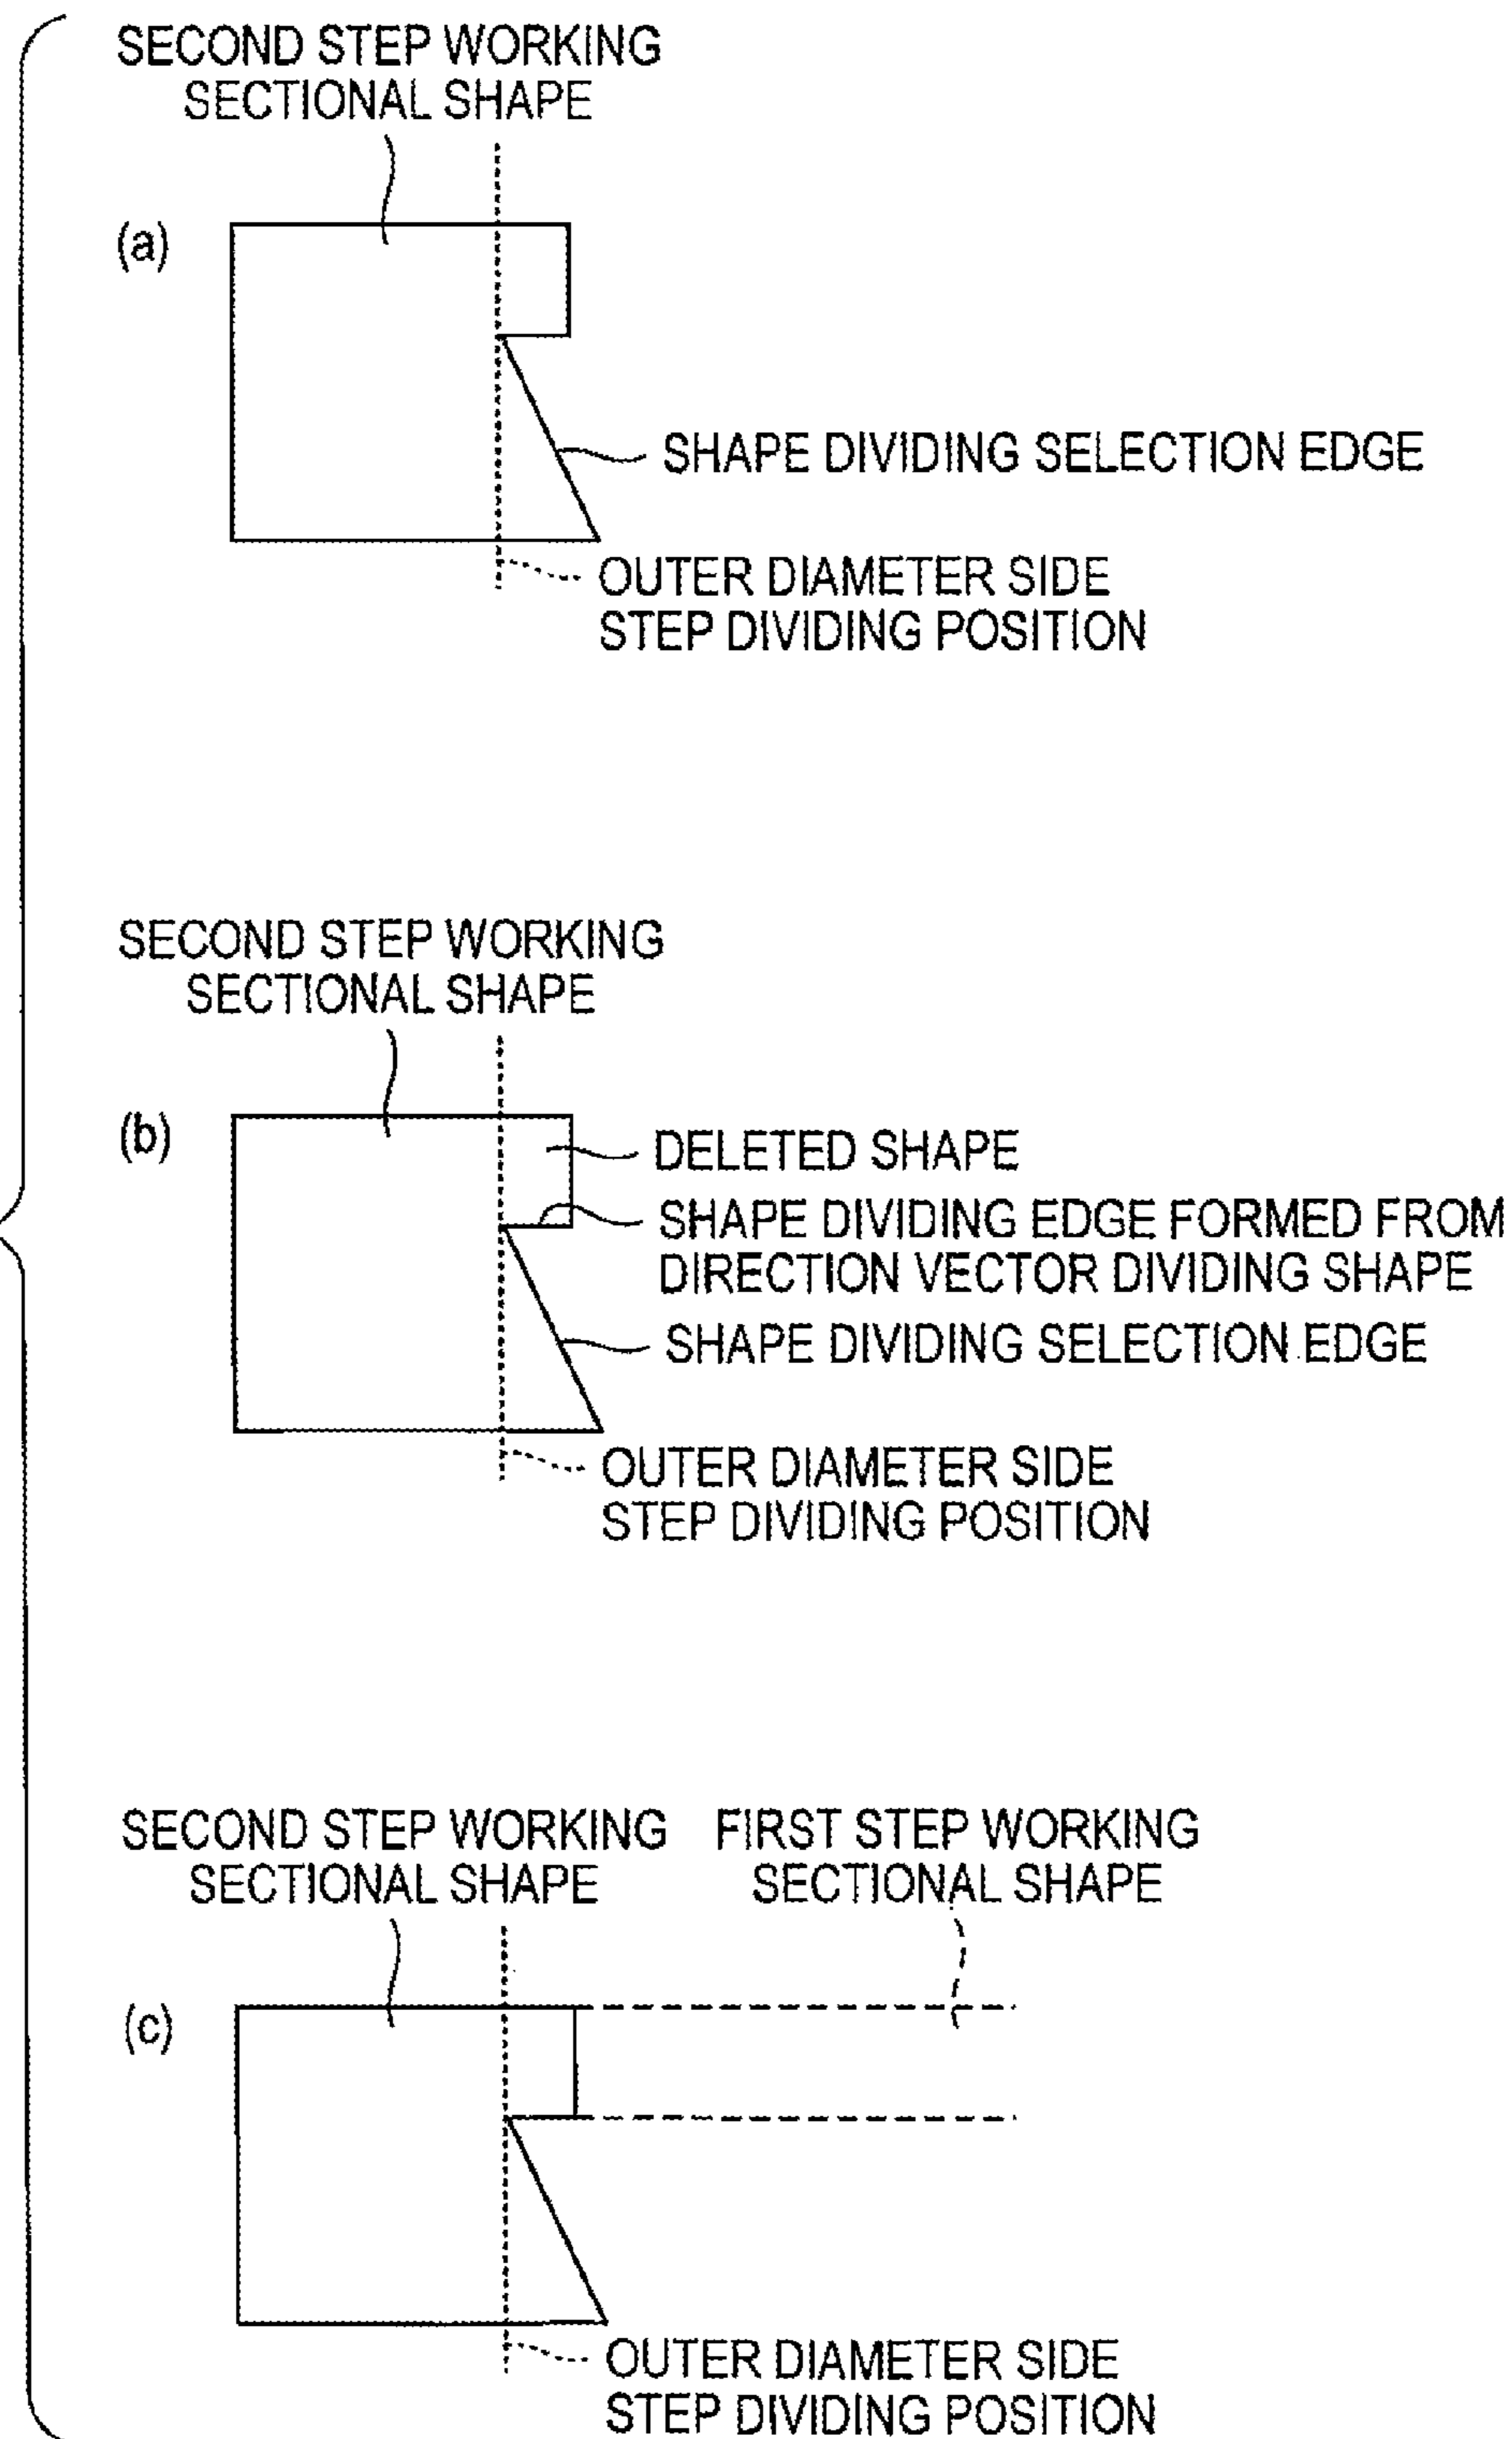 SECOND STEP WORKING
SECTIONAL SHAPE
(a)
SHAPE DIVIDING SELECTION EDGE
OUTER DIAMETER SIDE
STEP DIVIDING POSITION
SECOND STEP WORKING
SECTIONAL SHAPE
(b)
DELETED SHAPE
SHAPE DIVIDING EDGE FORMED FROM
DIRECTION VECTOR DIVIDING SHAPE
SHAPE DIVIDING SELECTION EDGE
OUTER DIAMETER SIDE
STEP DIVIDING POSITION
SECOND STEP WORKING
SECTIONAL SHAPE
FIRST STEP WORKING
SECTIONAL SHAPE
(c)
OUTER DIAMETER SIDE
STEP DIVIDING POSITION